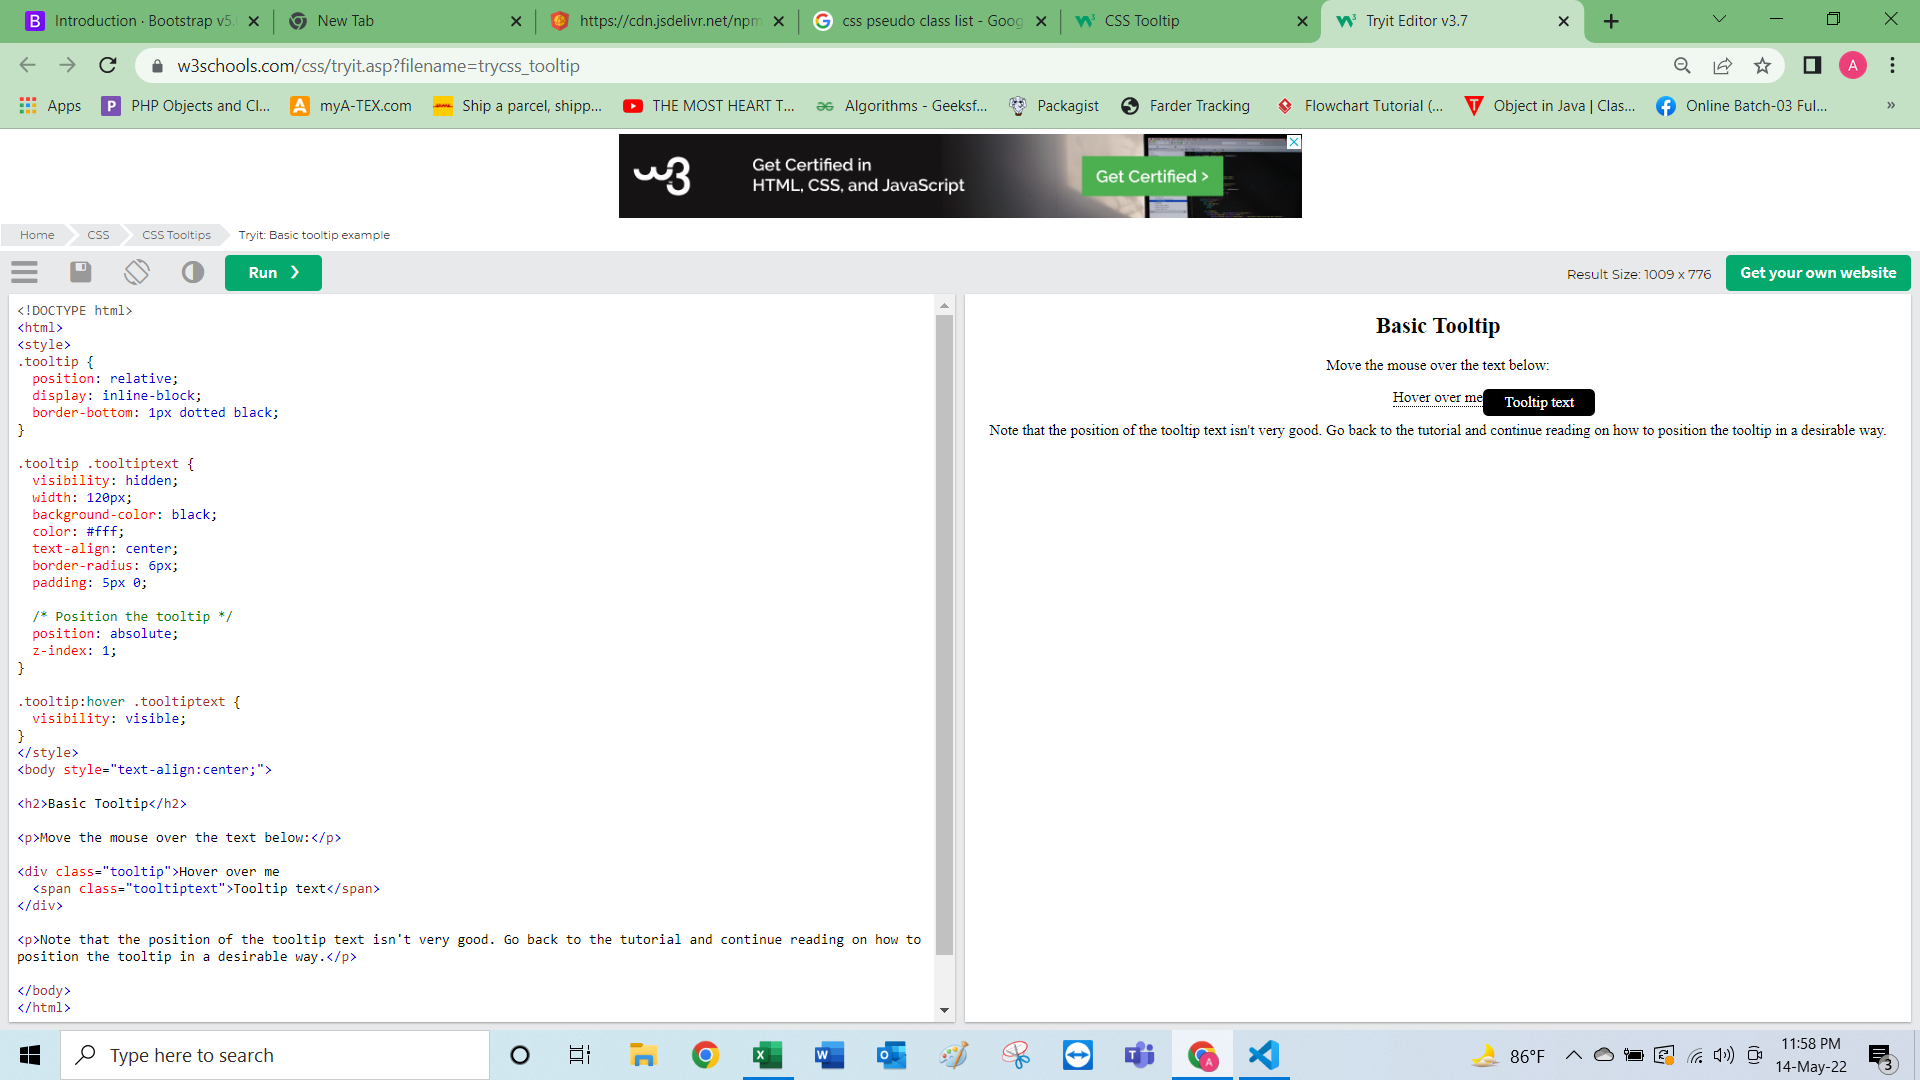 Introduction · Bootstrap v5.
New Tab
https://cdn.jsdelivr.net/npm
css pseudo class list - Goog
CSS Tooltip
Tryit Editor v3.7
w3schools.com/css/tryit.asp?filename=trycss_tooltip
A
Apps
PHP Objects and Cl...
myA-TEX.com
Ship a parcel, shipp...
THE MOST HEART T...
Algorithms - Geeksf...
Packagist
Farder Tracking
Flowchart Tutorial (...
Object in Java | Clas...
Online Batch-03 Ful...
»
Get Certified in
HTML, CSS, and JavaScript
Get Certified >
Home
CSS
CSS Tooltips
Tryit: Basic tooltip example
Run ❯
Result Size: 1009 x 776
Get your own website
<!DOCTYPE html>
<html>
<style>
.tooltip {
  position: relative;
  display: inline-block;
  border-bottom: 1px dotted black;
}
.tooltip .tooltiptext {
  visibility: hidden;
  width: 120px;
  background-color: black;
  color: #fff;
  text-align: center;
  border-radius: 6px;
  padding: 5px 0;
  /* Position the tooltip */
  position: absolute;
  z-index: 1;
}
.tooltip:hover .tooltiptext {
  visibility: visible;
}
</style>
<body style="text-align:center;">
<h2>Basic Tooltip</h2>
<p>Move the mouse over the text below:</p>
<div class="tooltip">Hover over me
  <span class="tooltiptext">Tooltip text</span>
</div>
<p>Note that the position of the tooltip text isn't very good. Go back to the tutorial and continue reading on how to
position the tooltip in a desirable way.</p>
</body>
</html>
Basic Tooltip
Move the mouse over the text below:
Hover over me
Tooltip text
Note that the position of the tooltip text isn't very good. Go back to the tutorial and continue reading on how to position the tooltip in a desirable way.
Type here to search
86°F
11:58 PM
14-May-22
3